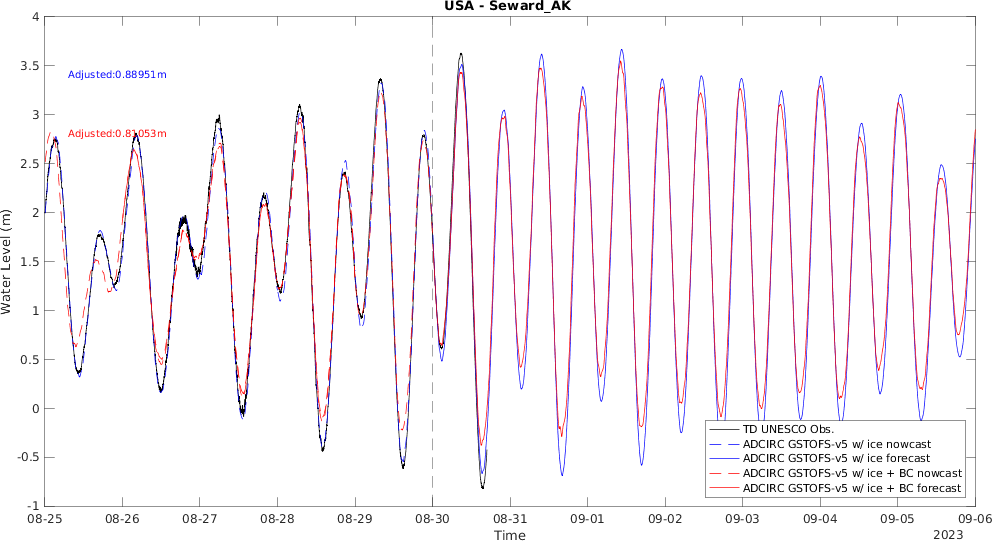 USA - Seward_AK
4
3.5
3
2.5
2
1.5
1
0.5
0
-0.5
-1
Water Level (m)
Adjusted:0.88951m
Adjusted:0.81053m
TD UNESCO Obs.
ADCIRC GSTOFS-v5 w/ ice nowcast
ADCIRC GSTOFS-v5 w/ ice forecast
ADCIRC GSTOFS-v5 w/ ice + BC nowcast
ADCIRC GSTOFS-v5 w/ ice + BC forecast
08-25 08-26 08-27 08-28 08-29 08-30 08-31 09-01 09-02 09-03 09-04 09-05 09-06
Time
2023